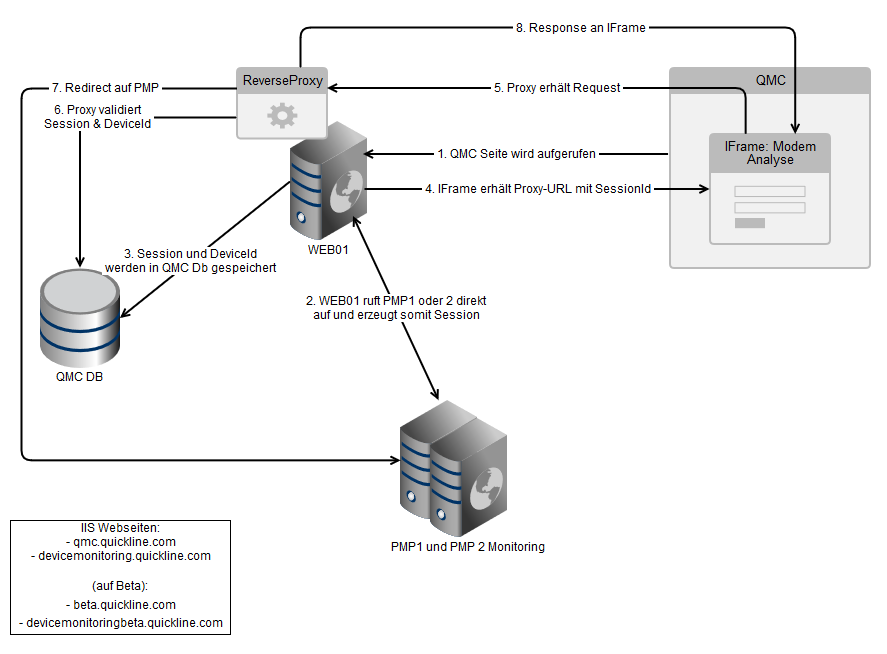 8. Response an IFrame
ReverseProxy
QMC
7. Redirect auf PMP
5. Proxy erhält Request
6. Proxy validiert
Session & DeviceId
IFrame: Modem
Analyse
1. QMC Seite wird aufgerufen
4. IFrame erhält Proxy-URL mit SessionId
WEB01
3. Session und DeviceId
werden in QMC Db gespeichert
2. WEB01 ruft PMP1 oder 2 direkt
auf und erzeugt somit Session
QMC DB
PMP1 und PMP 2 Monitoring
IIS Webseiten:
- qmc.quickline.com
- devicemonitoring.quickline.com
(auf Beta):
- beta.quickline.com
- devicemonitoringbeta.quickline.com